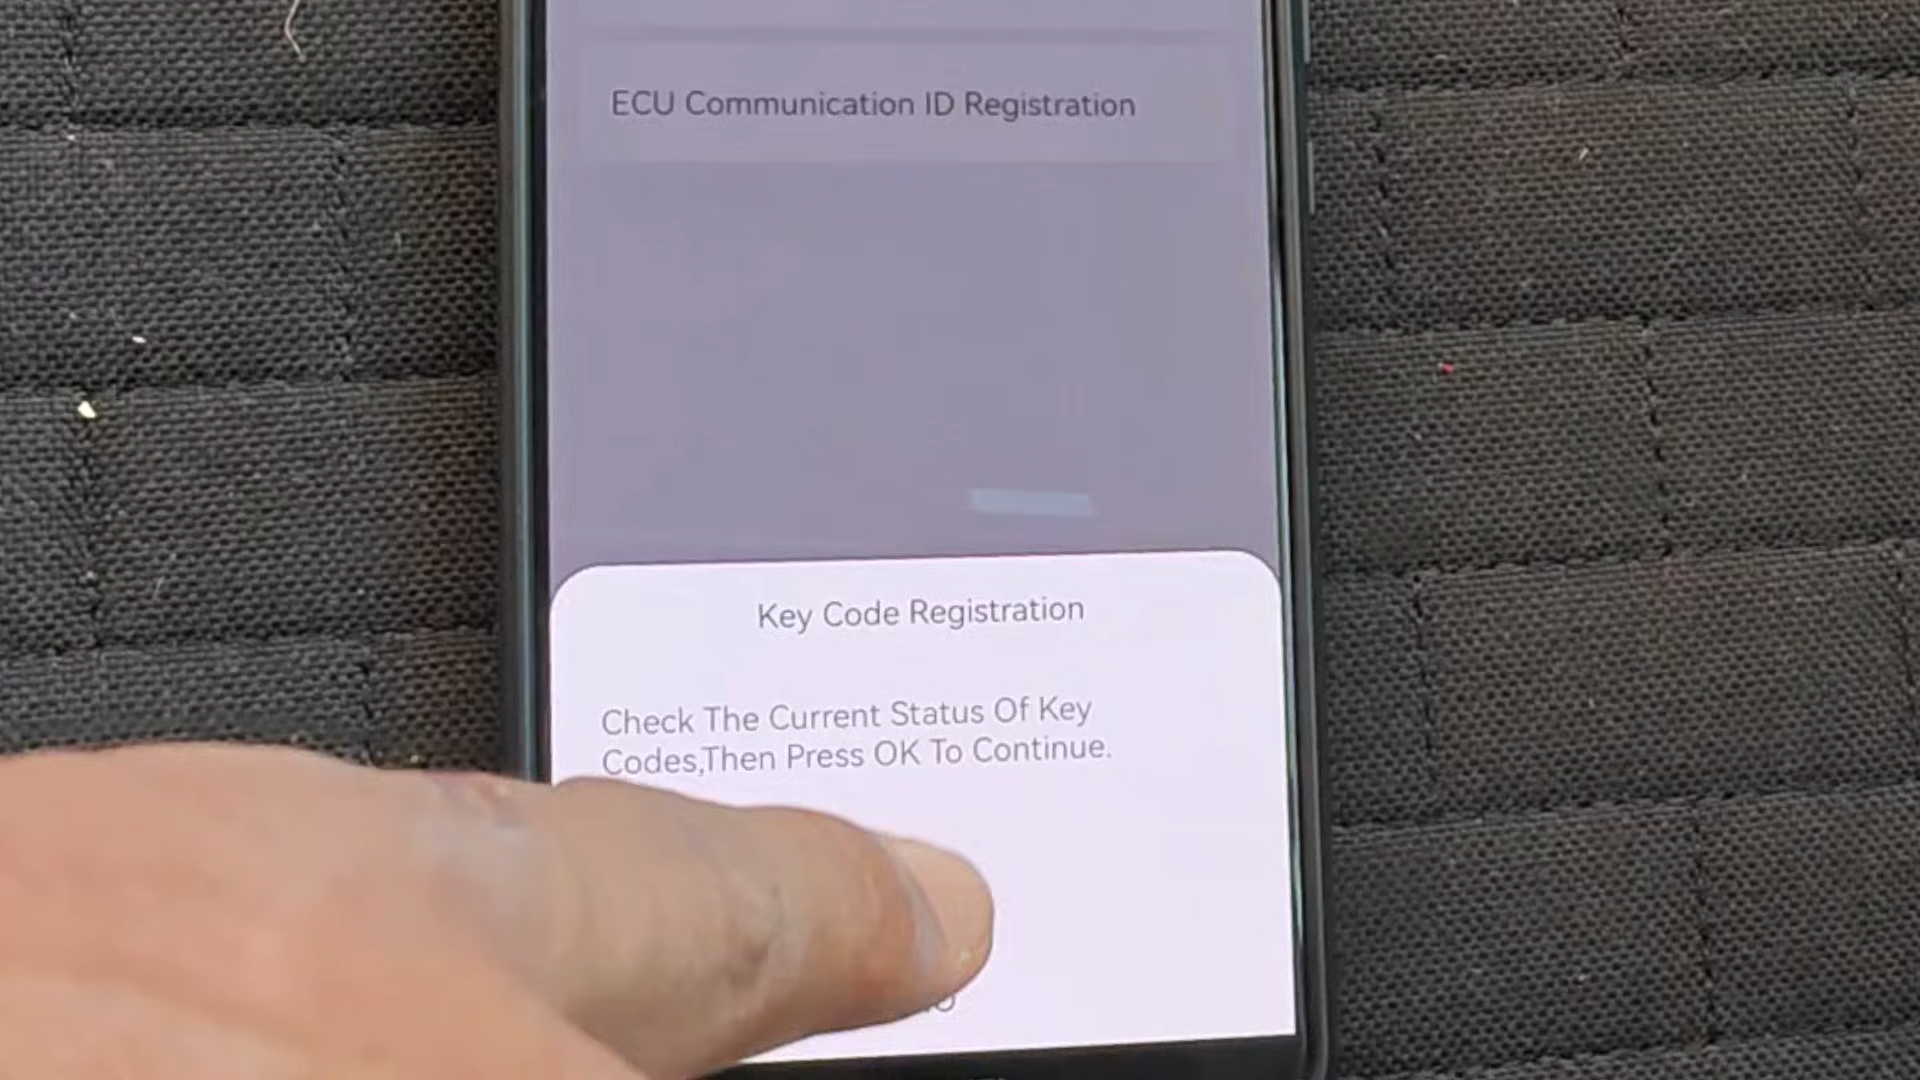 ECU Communication ID Registration
Key Code Registration
Check The Current Status Of Key
Codes,Then Press OK To Continue.